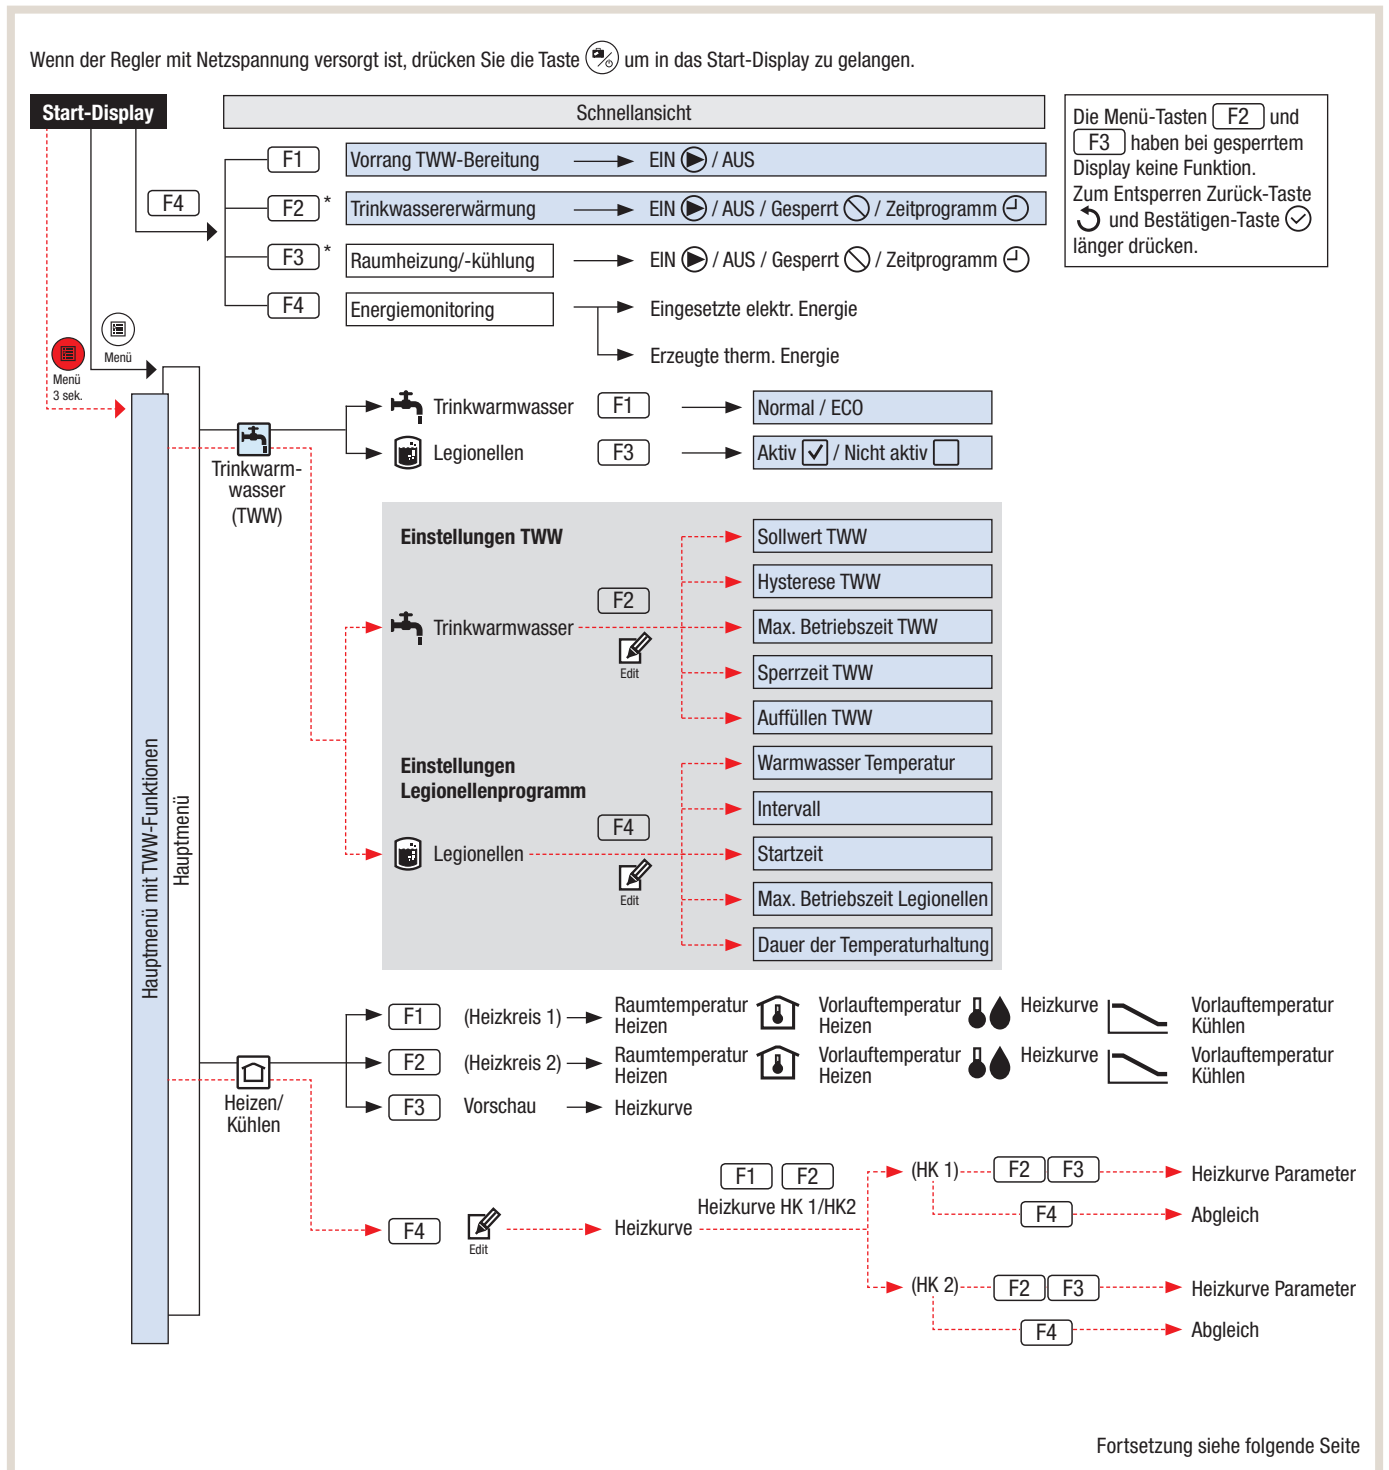 Wenn der Regler mit Netzspannung versorgt ist, drücken Sie die Taste um in das Start-Display zu gelangen.
Start-Display
Schnellansicht
Die Menü-Tasten F2 und
F3 haben bei gesperrtem
Display keine Funktion.
Zum Entsperren Zurück-Taste
und Bestätigen-Taste
länger drücken.
F4
F1 Vorrang TWW-Bereitung EIN / AUS
F2 * Trinkwassererwärmung EIN / AUS / Gesperrt / Zeitprogramm
F3 * Raumheizung/-kühlung EIN / AUS / Gesperrt / Zeitprogramm
F4 Energiemonitoring Eingesetzte elektr. Energie
Erzeugte therm. Energie
Menü
Menü
3 sek.
Hauptmenü mit TWW-Funktionen
Hauptmenü
Trinkwarm-
wasser
(TWW)
Trinkwarmwasser F1 Normal / ECO
Legionellen F3 Aktiv / Nicht aktiv
Einstellungen TWW
Trinkwarmwasser
F2
Edit
Sollwert TWW
Hysterese TWW
Max. Betriebszeit TWW
Sperrzeit TWW
Auffüllen TWW
Einstellungen
Legionellenprogramm
Legionellen
F4
Edit
Warmwasser Temperatur
Intervall
Startzeit
Max. Betriebszeit Legionellen
Dauer der Temperaturhaltung
Heizen/
Kühlen
F1 (Heizkreis 1) Raumtemperatur Vorlauftemperatur Heizkurve Vorlauftemperatur
Heizen Heizen Kühlen
F2 (Heizkreis 2) Raumtemperatur Vorlauftemperatur Heizkurve Vorlauftemperatur
Heizen Heizen Kühlen
F3 Vorschau Heizkurve
F4
Edit
Heizkurve
F1 F2
Heizkurve HK 1/HK2
(HK 1) F2 F3 Heizkurve Parameter
F4 Abgleich
(HK 2) F2 F3 Heizkurve Parameter
F4 Abgleich
Fortsetzung siehe folgende Seite